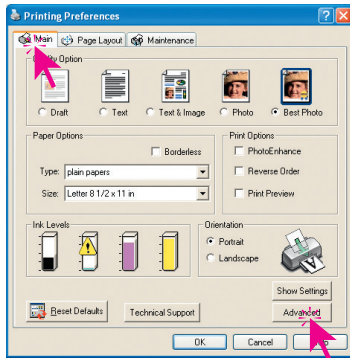 Printing Preferences
Main Page Layout Maintenance
Quality Option
Draft Text Text & Image Photo Best Photo
Paper Options
Borderless
Type: plain papers
Size: Letter 8 1/2 x 11 in
Print Options
PhotoEnhance
Reverse Order
Print Preview
Ink Levels
Orientation
Portrait
Landscape
Show Settings
Reset Defaults Technical Support Advanced
OK Cancel